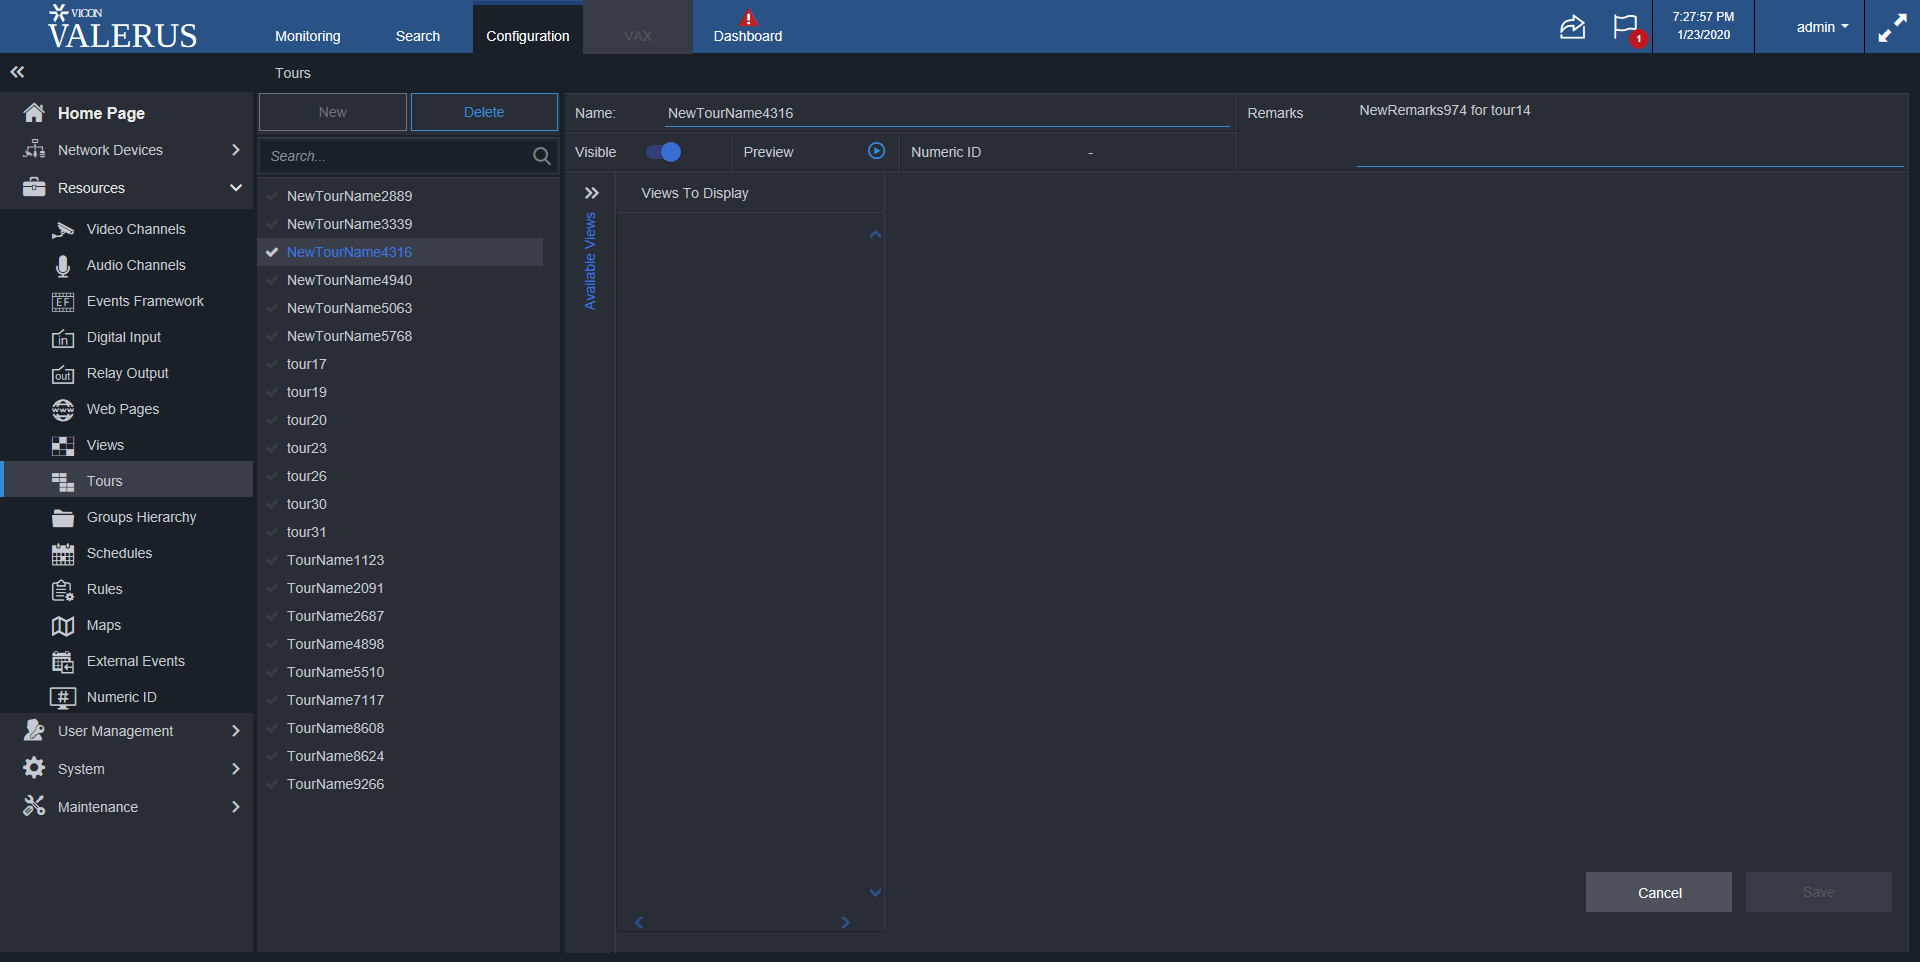 VICON
VALERUS
Monitoring
Search
Configuration
VAX
Dashboard
1
7:27:57 PM
1/23/2020
admin
Tours
Home Page
Network Devices
Resources
Video Channels
Audio Channels
EF
Events Framework
in
Digital Input
out
Relay Output
www
Web Pages
Views
Tours
Groups Hierarchy
Schedules
Rules
Maps
External Events
#
Numeric ID
User Management
System
Maintenance
New
Delete
Search...
NewTourName2889
NewTourName3339
NewTourName4316
NewTourName4940
NewTourName5063
NewTourName5768
tour17
tour19
tour20
tour23
tour26
tour30
tour31
TourName1123
TourName2091
TourName2687
TourName4898
TourName5510
TourName7117
TourName8608
TourName8624
TourName9266
Name:
NewTourName4316
Remarks
NewRemarks974 for tour14
Visible
Preview
Numeric ID
-
Available Views
Views To Display
Cancel
Save